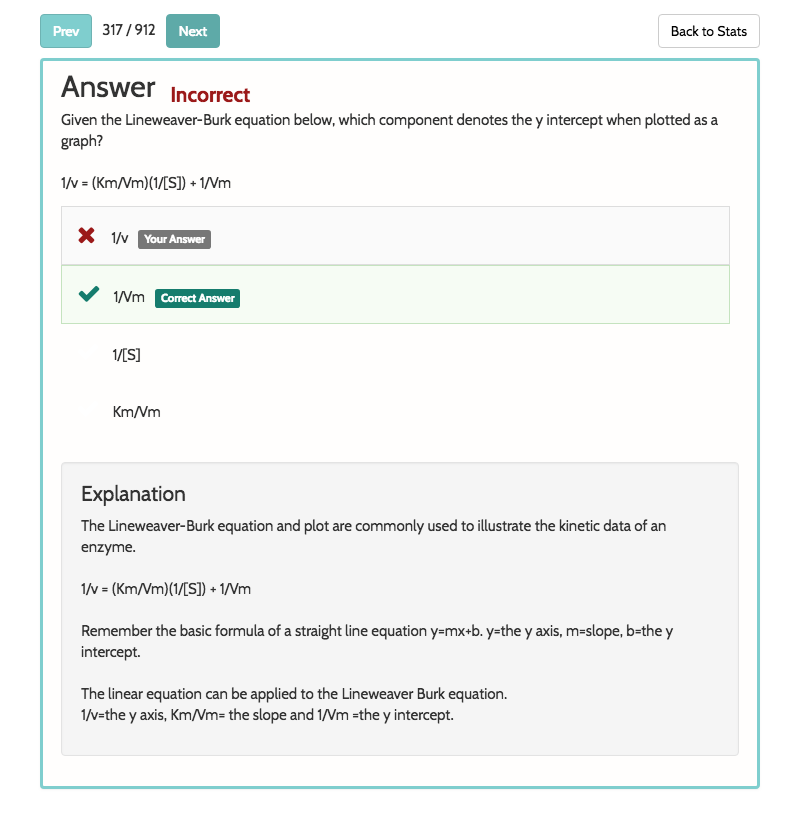 Prev 317 / 912 Next Back to Stats
Answer Incorrect
Given the Lineweaver-Burk equation below, which component denotes the y intercept when plotted as a
graph?
1/v = (Km/Vm)(1/[S]) + 1/Vm
1/v Your Answer
1/Vm Correct Answer
1/[S]
Km/Vm
Explanation
The Lineweaver-Burk equation and plot are commonly used to illustrate the kinetic data of an
enzyme.
1/v = (Km/Vm)(1/[S]) + 1/Vm
Remember the basic formula of a straight line equation y=mx+b. y=the y axis, m=slope, b=the y
intercept.
The linear equation can be applied to the Lineweaver Burk equation.
1/v=the y axis, Km/Vm= the slope and 1/Vm =the y intercept.